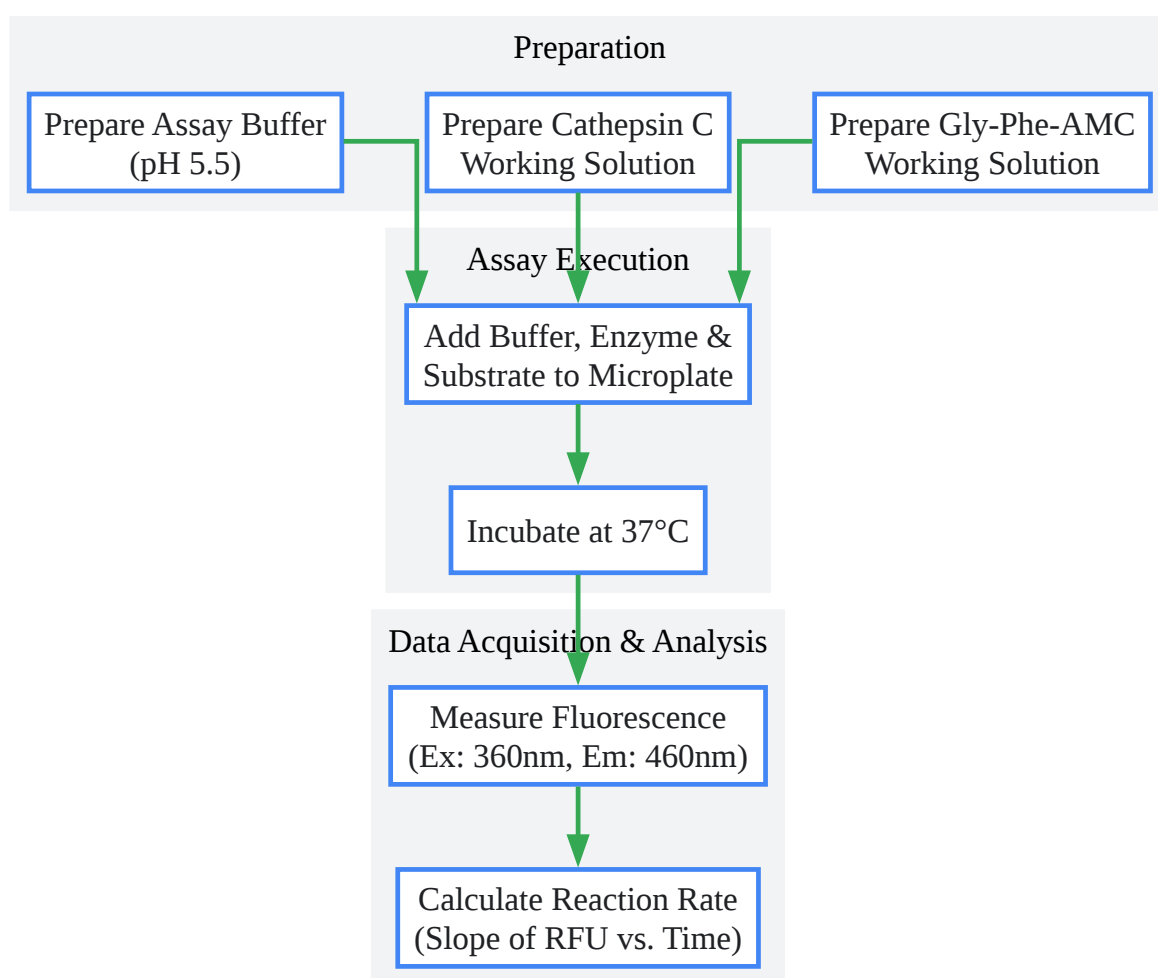 Preparation
Prepare Assay Buffer
(pH 5.5)
Prepare Cathepsin C
Working Solution
Prepare Gly-Phe-AMC
Working Solution
Assay Execution
Add Buffer, Enzyme &
Substrate to Microplate
Incubate at 37°C
Data Acquisition & Analysis
Measure Fluorescence
(Ex: 360nm, Em: 460nm)
Calculate Reaction Rate
(Slope of RFU vs. Time)